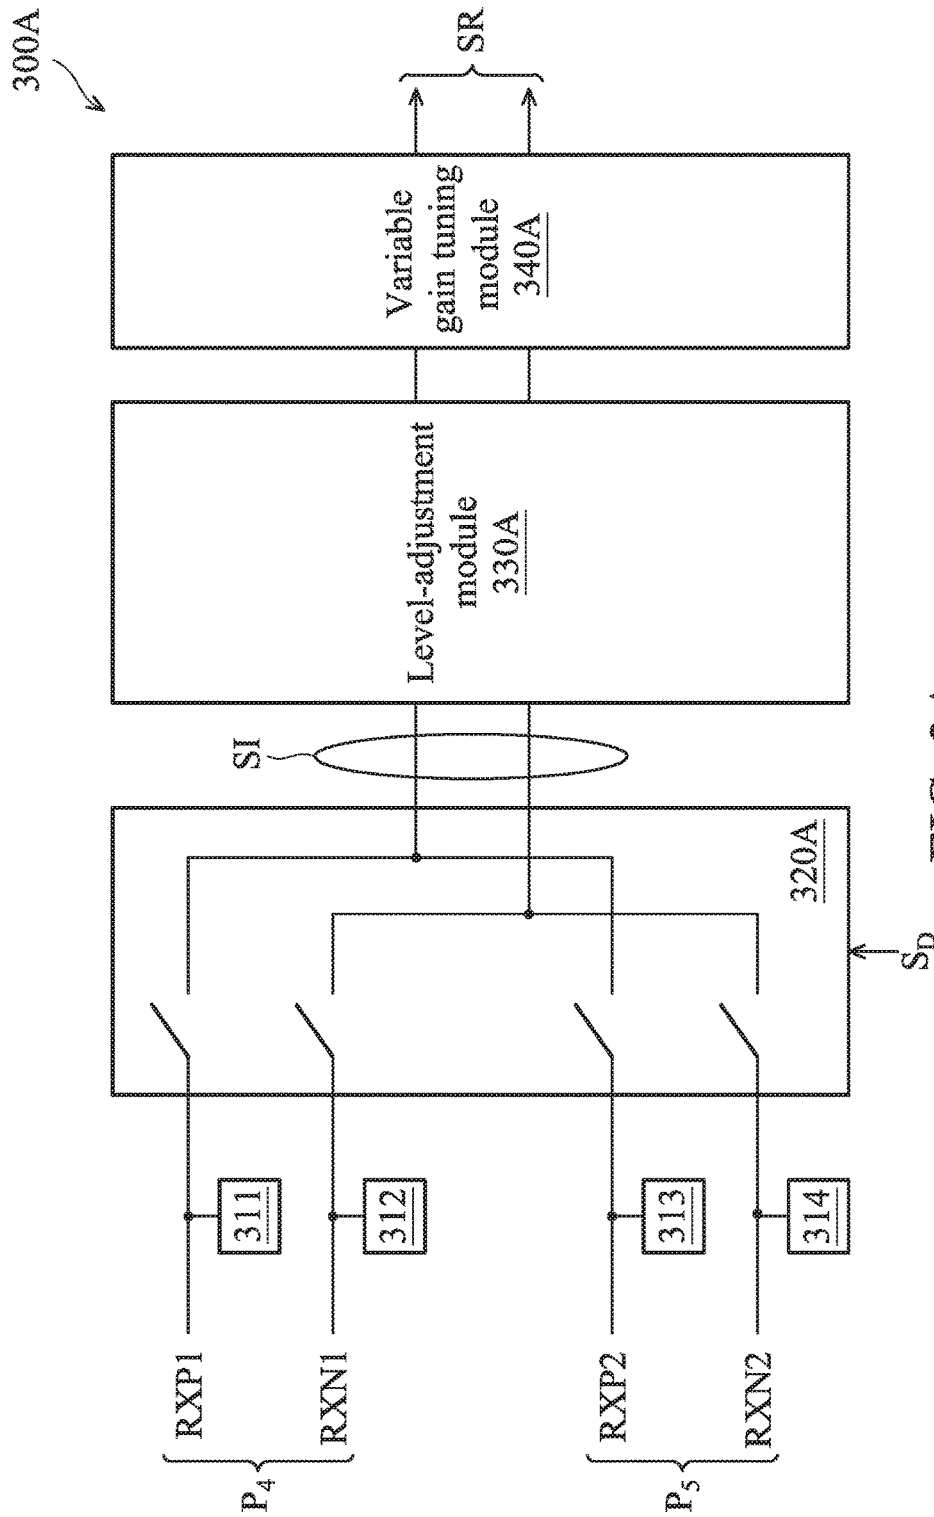 300A
P4
RXP1
RXN1
P5
RXP2
RXN2
311
312
313
314
320A
SD
SI
Level-adjustment
module
330A
Variable
gain tuning
module
340A
SR